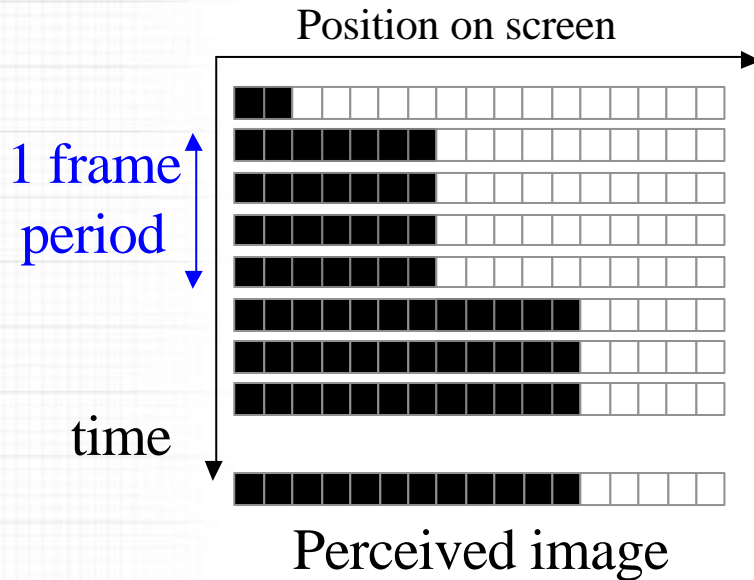 Position on screen
1 frame
period
time
Perceived image